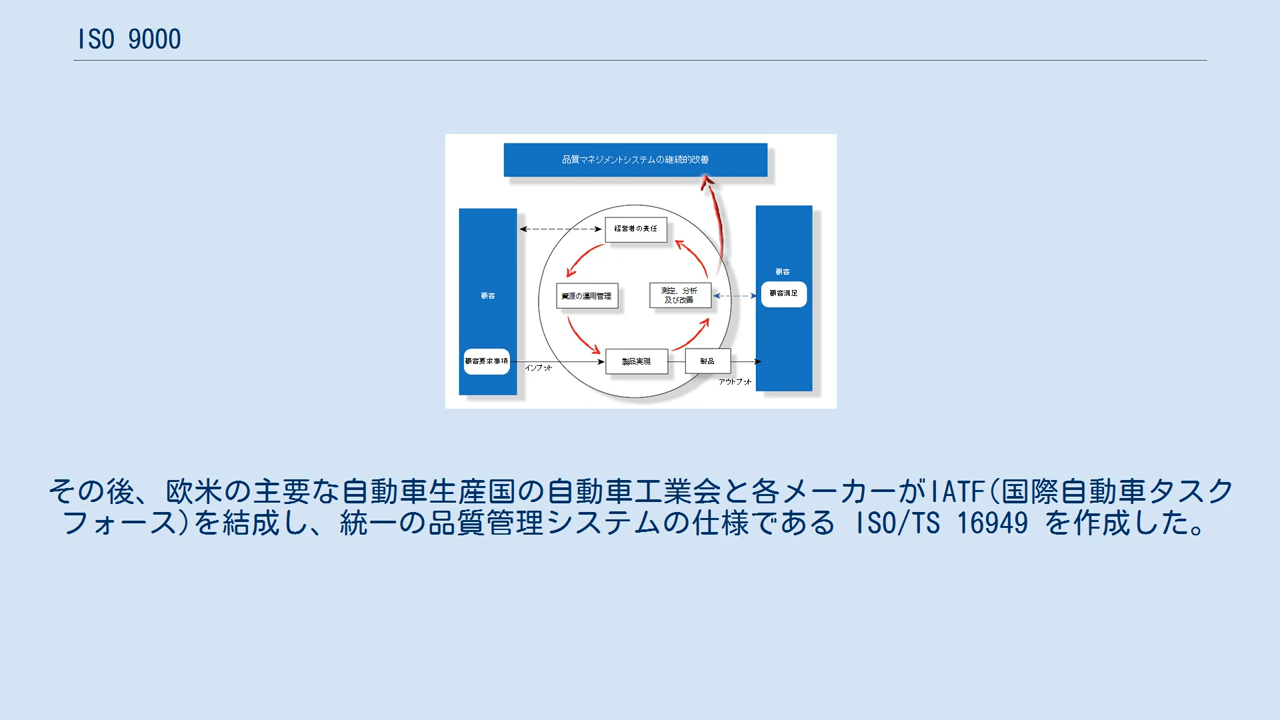 ISO 9000
品質マネジメントシステムの継続的改善
経営者の責任
顧客
顧客満足
顧客
資源の運用管理
測定、分析
及び改善
顧客要求事項
インプット
製品実現
製品
アウトプット
その後、欧米の主要な自動車生産国の自動車工業会と各メーカーがIATF(国際自動車タスク
フォース)を結成し、統一の品質管理システムの仕様である ISO/TS 16949 を作成した。